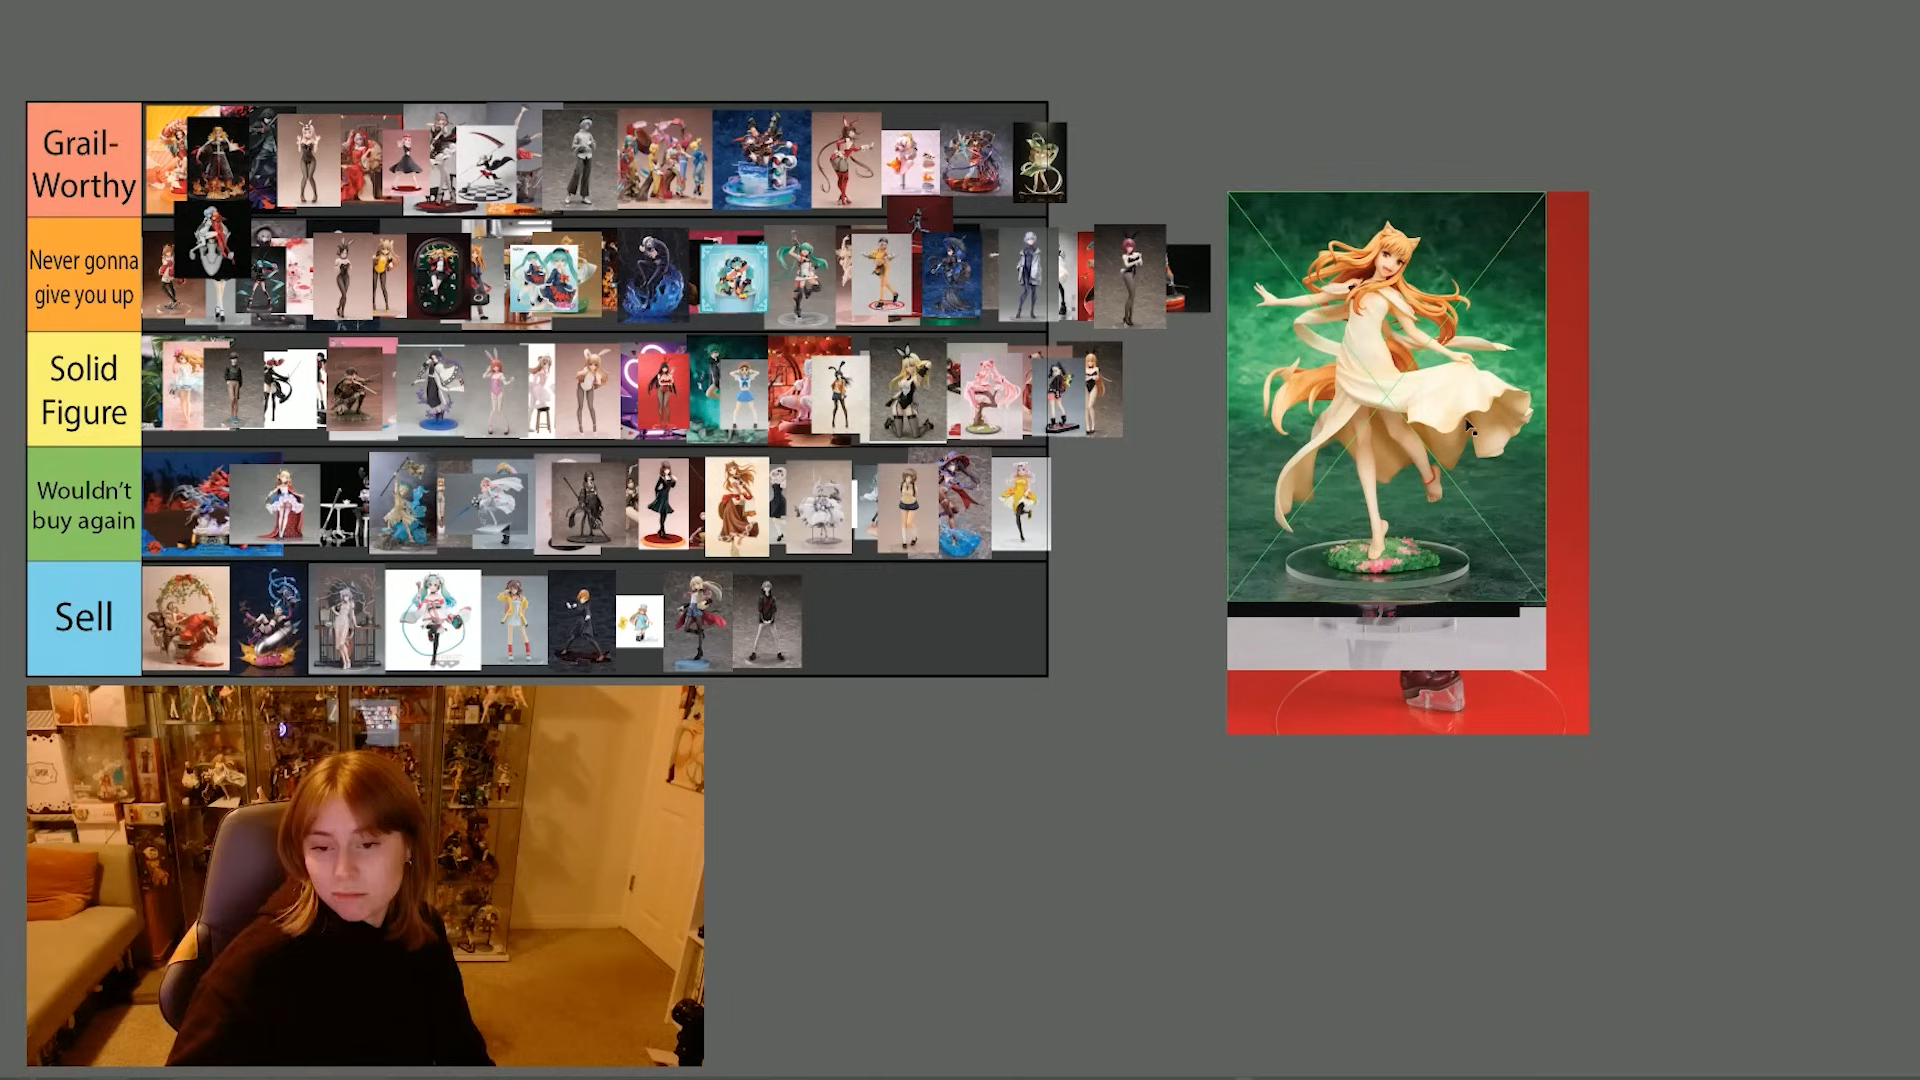 Grail-
Worthy
Never gonna
give you up
Solid
Figure
Wouldn't
buy again
Sell